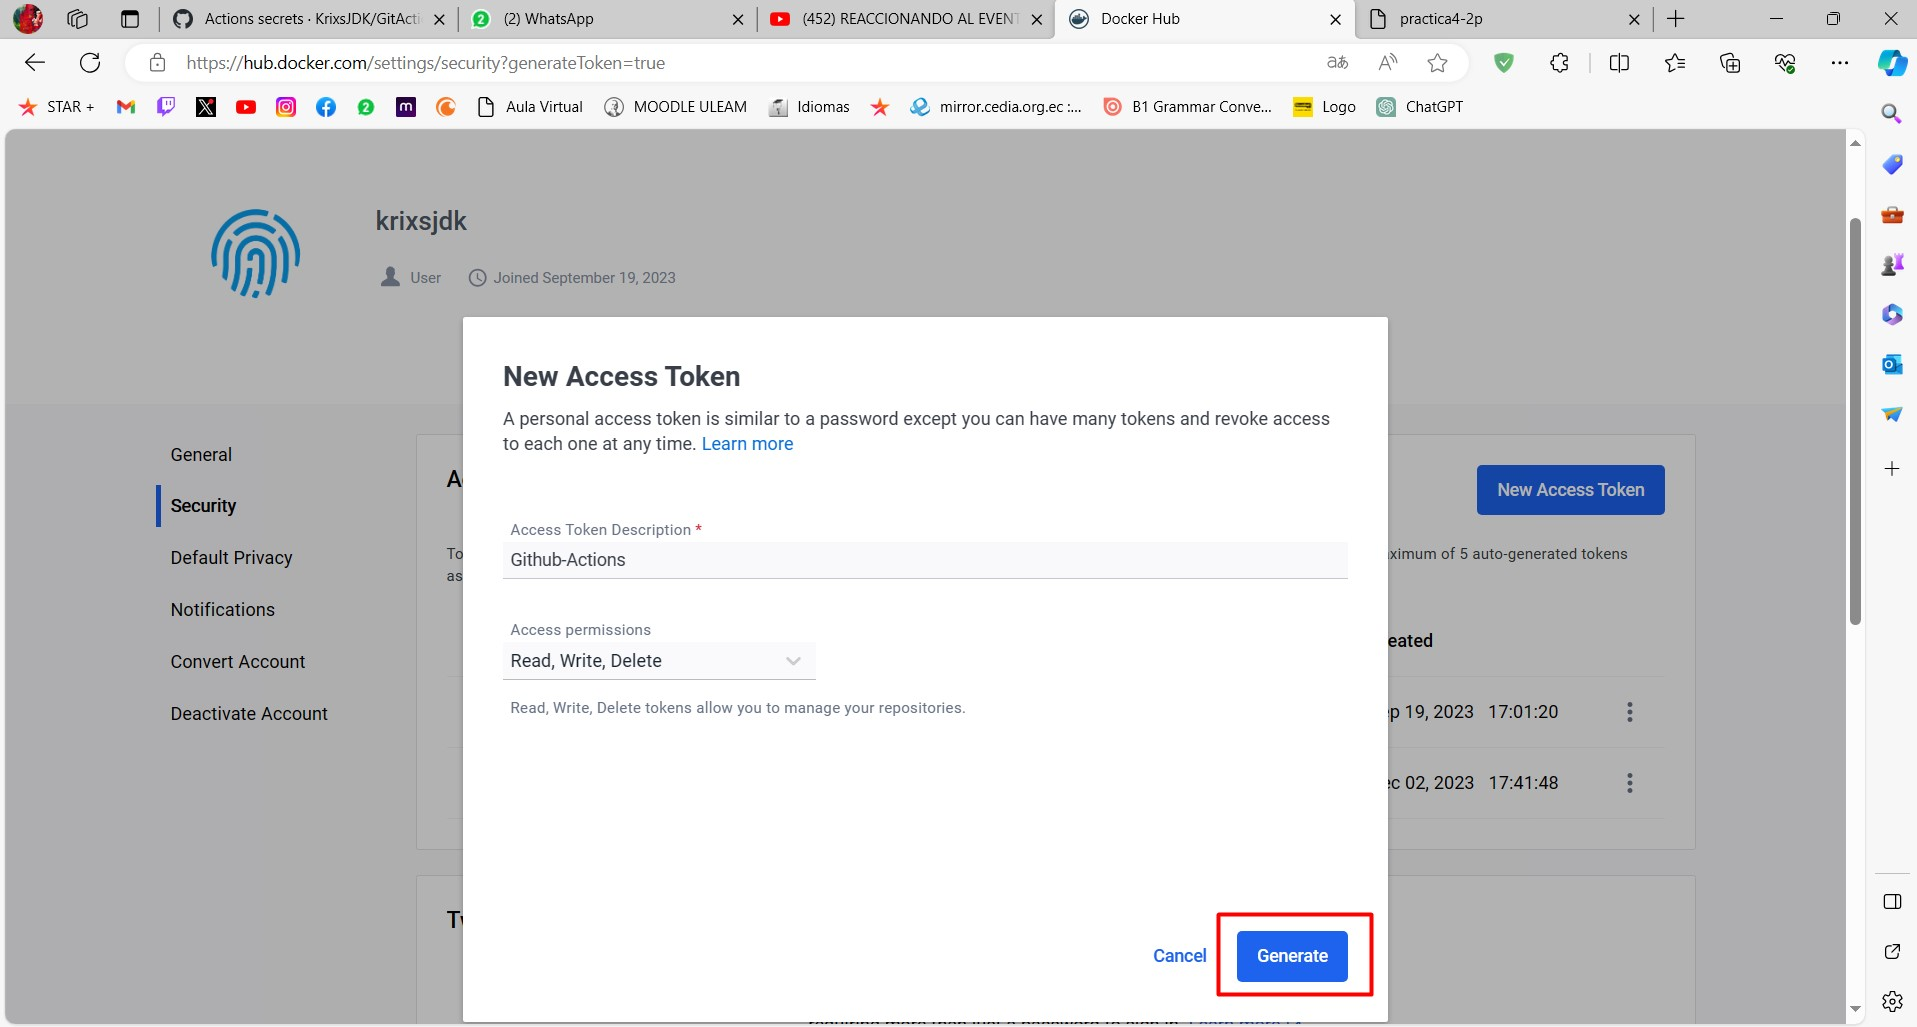 Actions secrets · KrixsJDK/GitActi
(2) WhatsApp
(452) REACCIONANDO AL EVENT
Docker Hub
practica4-2p
https://hub.docker.com/settings/security?generateToken=true
aあ
STAR +
Aula Virtual
MOODLE ULEAM
Idiomas
mirror.cedia.org.ec :...
B1 Grammar Conve...
Logo
ChatGPT
krixsjdk
User
Joined September 19, 2023
General
Security
Default Privacy
Notifications
Convert Account
Deactivate Account
New Access Token
A personal access token is similar to a password except you can have many tokens and revoke access
to each one at any time. Learn more
Access Token Description *
Github-Actions
Access permissions
Read, Write, Delete
Read, Write, Delete tokens allow you to manage your repositories.
Cancel
Generate
New Access Token
ximum of 5 auto-generated tokens
eated
p 19, 2023 17:01:20
ec 02, 2023 17:41:48